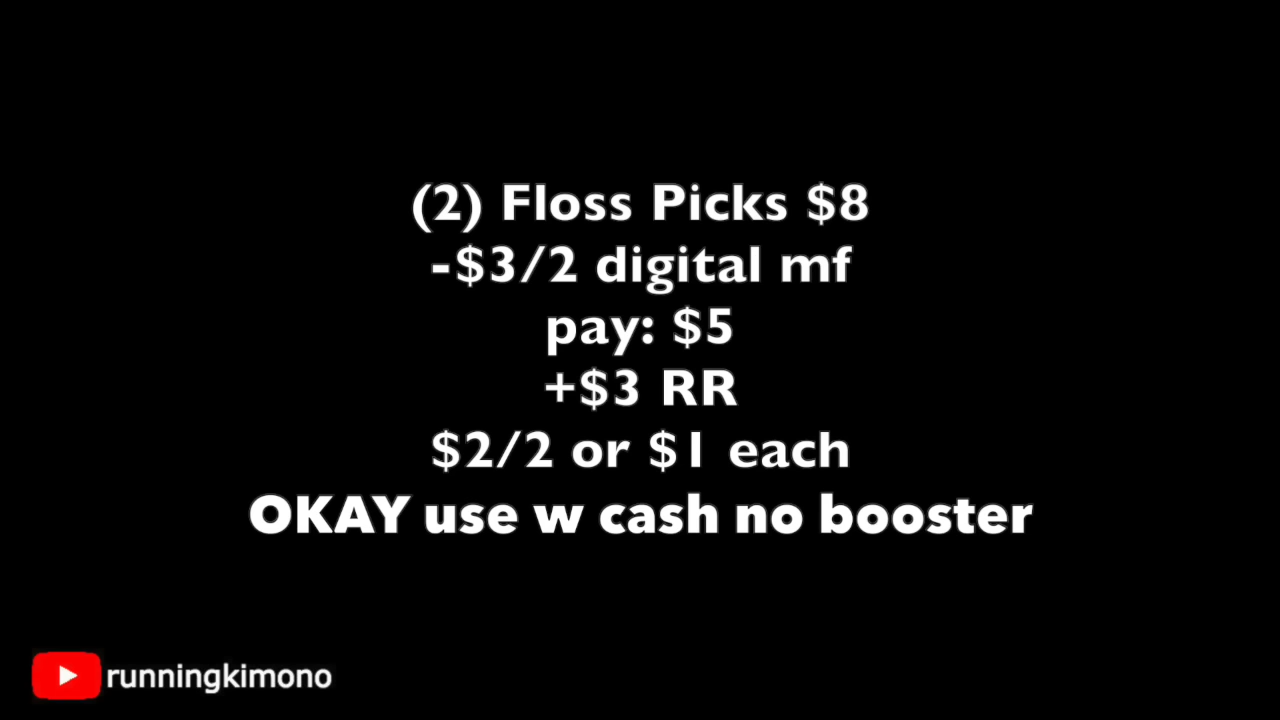 (2) Floss Picks $8
-$3/2 digital mf
pay: $5
+$3 RR
$2/2 or $1 each
OKAY use w cash no booster
runningkimono